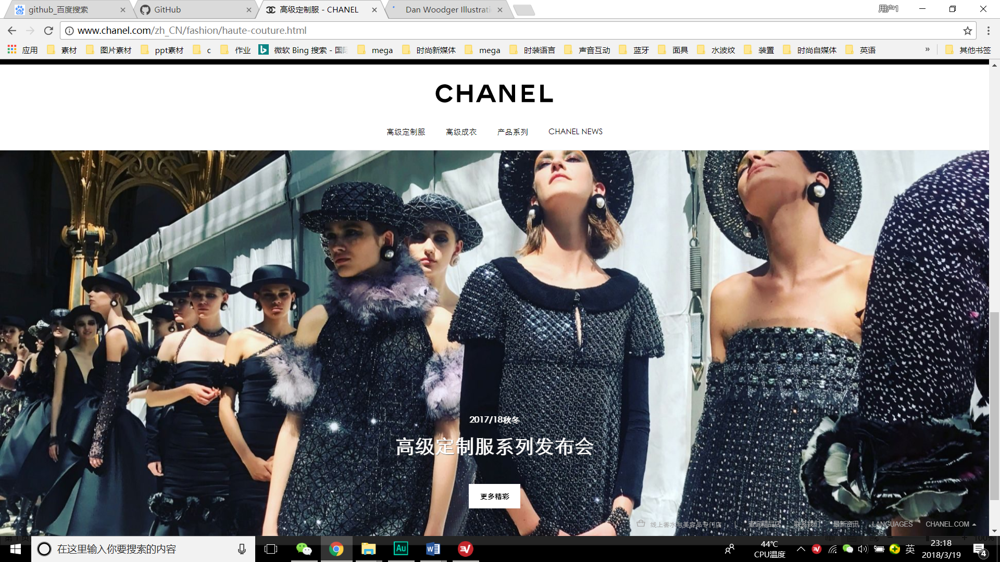 github_百度搜索
GitHub
高级定制服 - CHANEL
Dan Woodger Illustrati
用户1
www.chanel.com/zh_CN/fashion/haute-couture.html
应用
素材
图片素材
ppt素材
c
作业
微软 Bing 搜索 - 国
mega
时尚新媒体
mega
时装语言
声音互动
蓝牙
面具
水波纹
装置
时尚自媒体
英语
»
其他书签
CHANEL
高级定制服
高级成衣
产品系列
CHANEL NEWS
2017/18秋冬
高级定制服系列发布会
更多精彩
线上香水与美容品专门店
查询精品店
联系我们
最新资讯
LANGUAGES
CHANEL.COM
100%
在这里输入你要搜索的内容
Au
44℃
CPU温度
英
23:18
2018/3/19
4